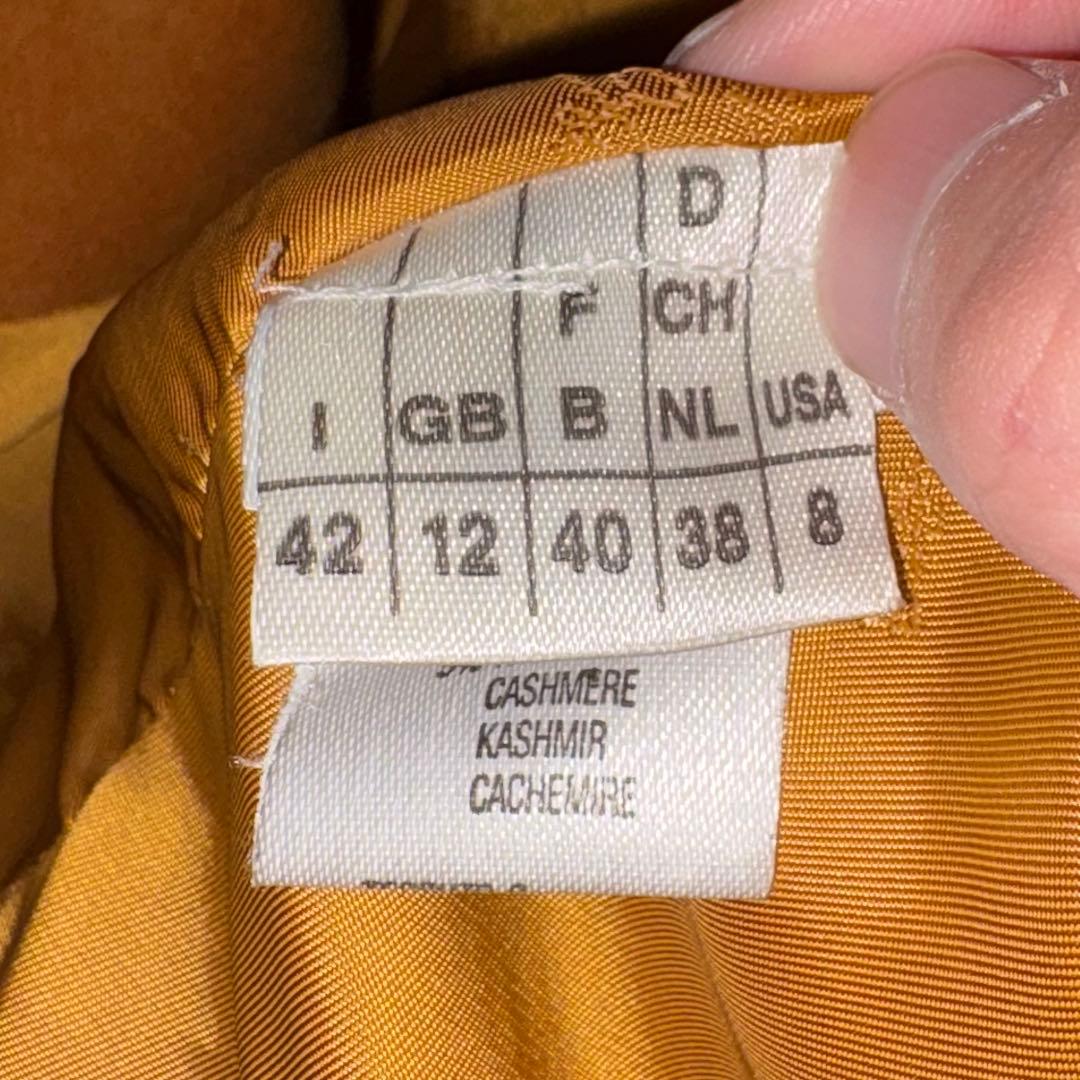 D
F CH
I GB B NL USA
42 12 40 38 8
CASHMERE
KASHMIR
CACHEMIRE